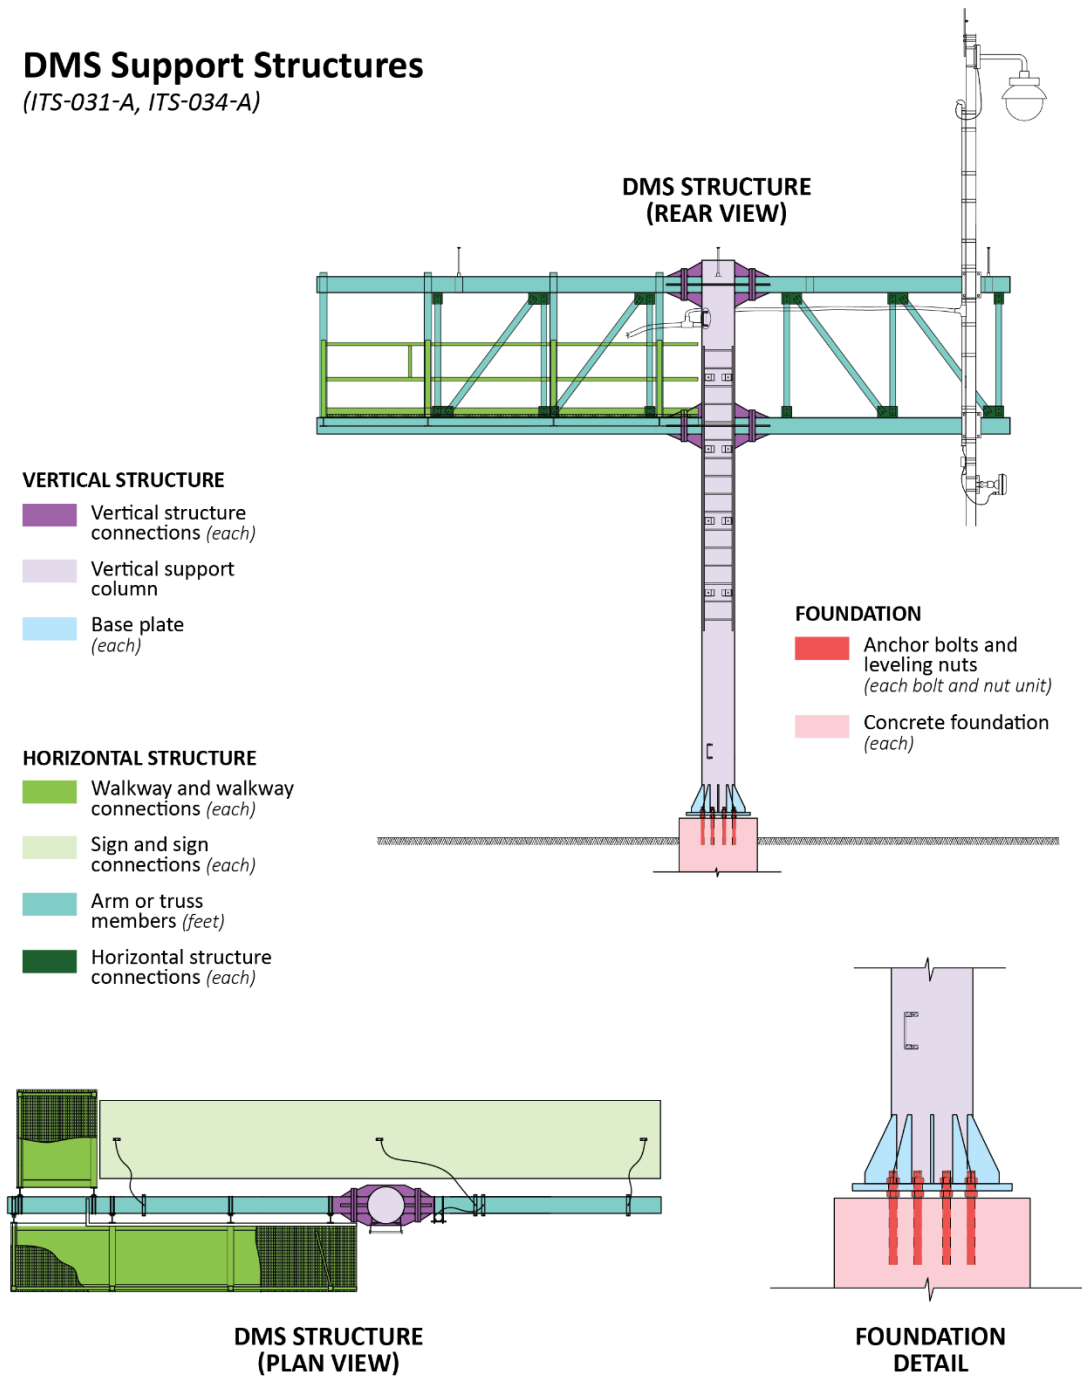 DMS Support Structures
(ITS-031-A, ITS-034-A)
DMS STRUCTURE
(REAR VIEW)
VERTICAL STRUCTURE
Vertical structure
connections (each)
Vertical support
column
Base plate
(each)
FOUNDATION
Anchor bolts and
leveling nuts
(each bolt and nut unit)
Concrete foundation
(each)
HORIZONTAL STRUCTURE
Walkway and walkway
connections (each)
Sign and sign
connections (each)
Arm or truss
members (feet)
Horizontal structure
connections (each)
DMS STRUCTURE
(PLAN VIEW)
FOUNDATION
DETAIL